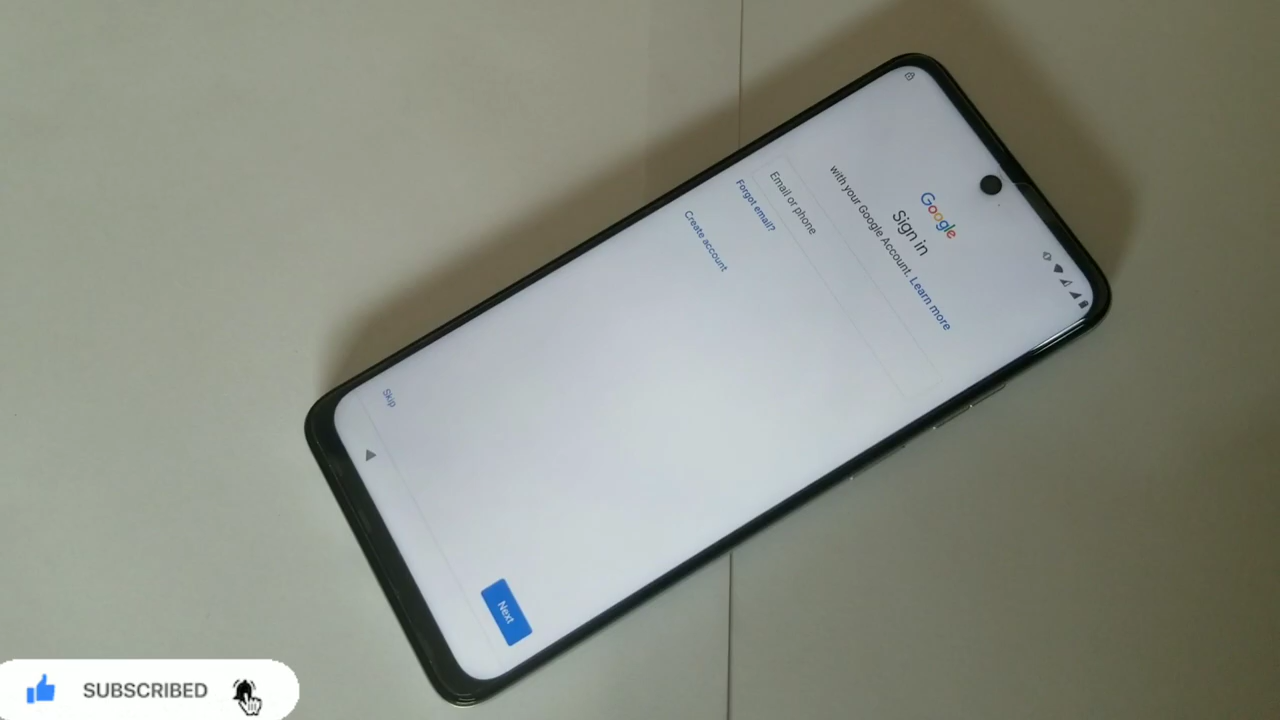 Google
Sign in
with your Google Account. Learn more
Email or phone
Forgot email?
Create account
Skip
Next
SUBSCRIBED